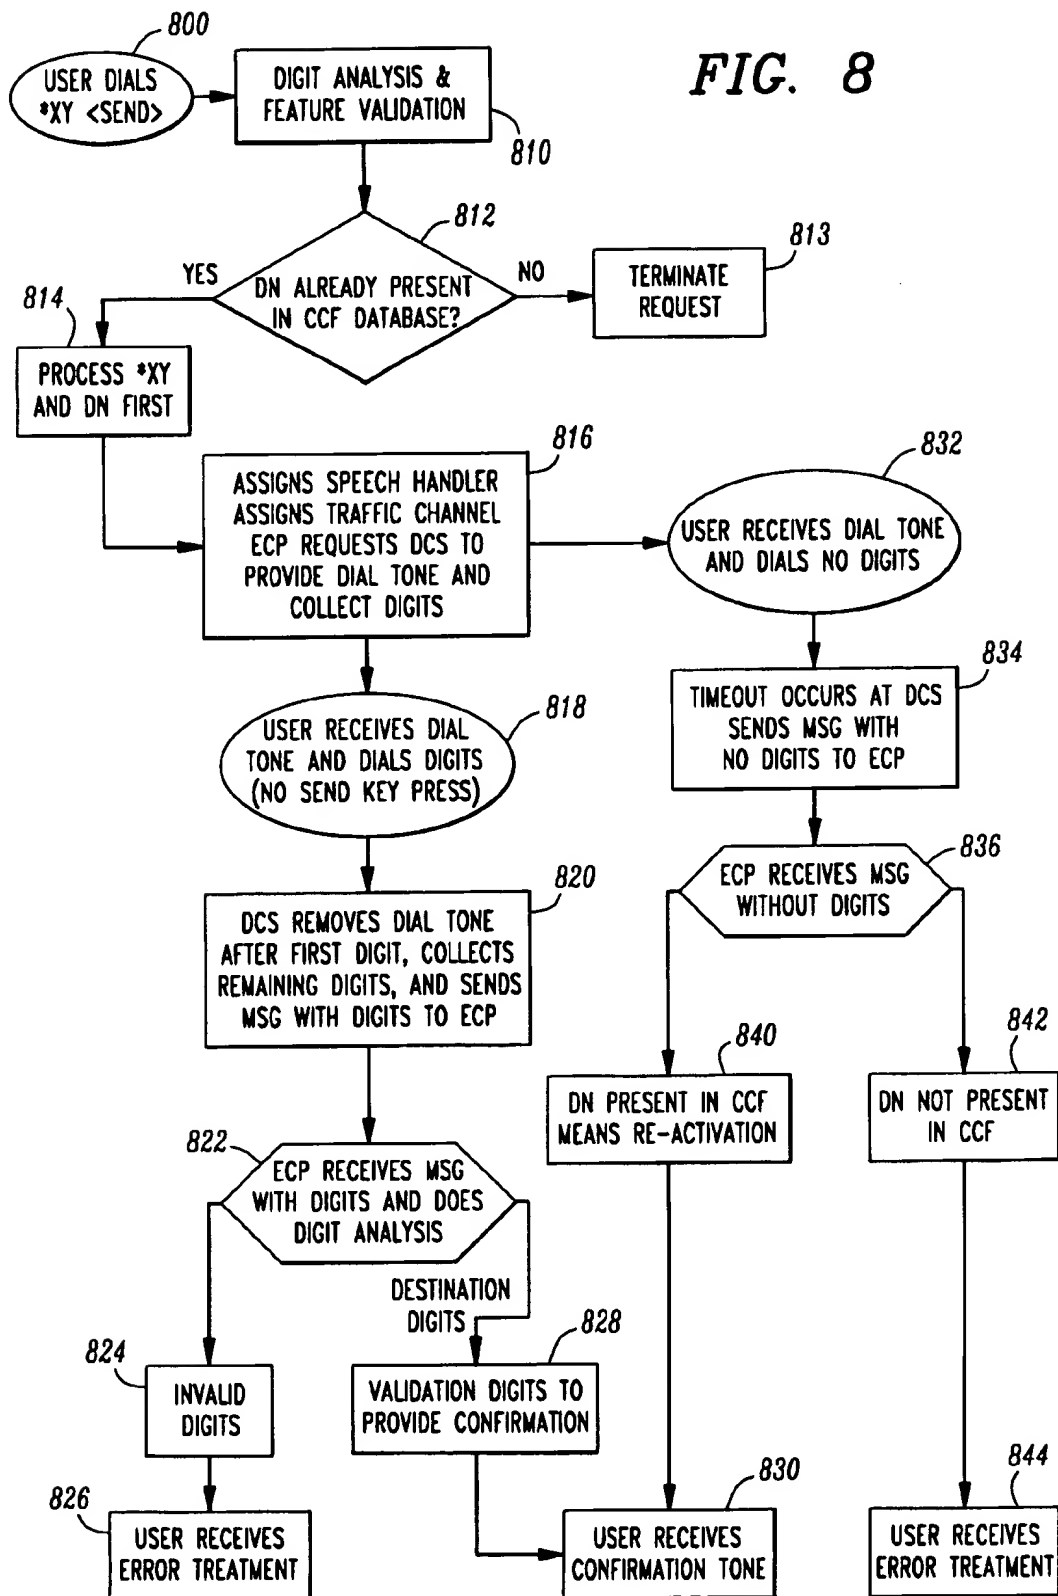 FIG. 8
800
USER DIALS
*XY <SEND>
DIGIT ANALYSIS &
FEATURE VALIDATION
810
812
DN ALREADY PRESENT
IN CCF DATABASE?
YES
NO
813
TERMINATE
REQUEST
814
PROCESS *XY
AND DN FIRST
816
ASSIGNS SPEECH HANDLER
ASSIGNS TRAFFIC CHANNEL
ECP REQUESTS DCS TO
PROVIDE DIAL TONE AND
COLLECT DIGITS
832
USER RECEIVES DIAL TONE
AND DIALS NO DIGITS
818
USER RECEIVES DIAL
TONE AND DIALS DIGITS
(NO SEND KEY PRESS)
834
TIMEOUT OCCURS AT DCS
SENDS MSG WITH
NO DIGITS TO ECP
836
ECP RECEIVES MSG
WITHOUT DIGITS
820
DCS REMOVES DIAL TONE
AFTER FIRST DIGIT, COLLECTS
REMAINING DIGITS, AND SENDS
MSG WITH DIGITS TO ECP
840
DN PRESENT IN CCF
MEANS RE-ACTIVATION
842
DN NOT PRESENT
IN CCF
822
ECP RECEIVES MSG
WITH DIGITS AND DOES
DIGIT ANALYSIS
DESTINATION
DIGITS
824
INVALID
DIGITS
828
VALIDATION DIGITS TO
PROVIDE CONFIRMATION
826
USER RECEIVES
ERROR TREATMENT
830
USER RECEIVES
CONFIRMATION TONE
844
USER RECEIVES
ERROR TREATMENT